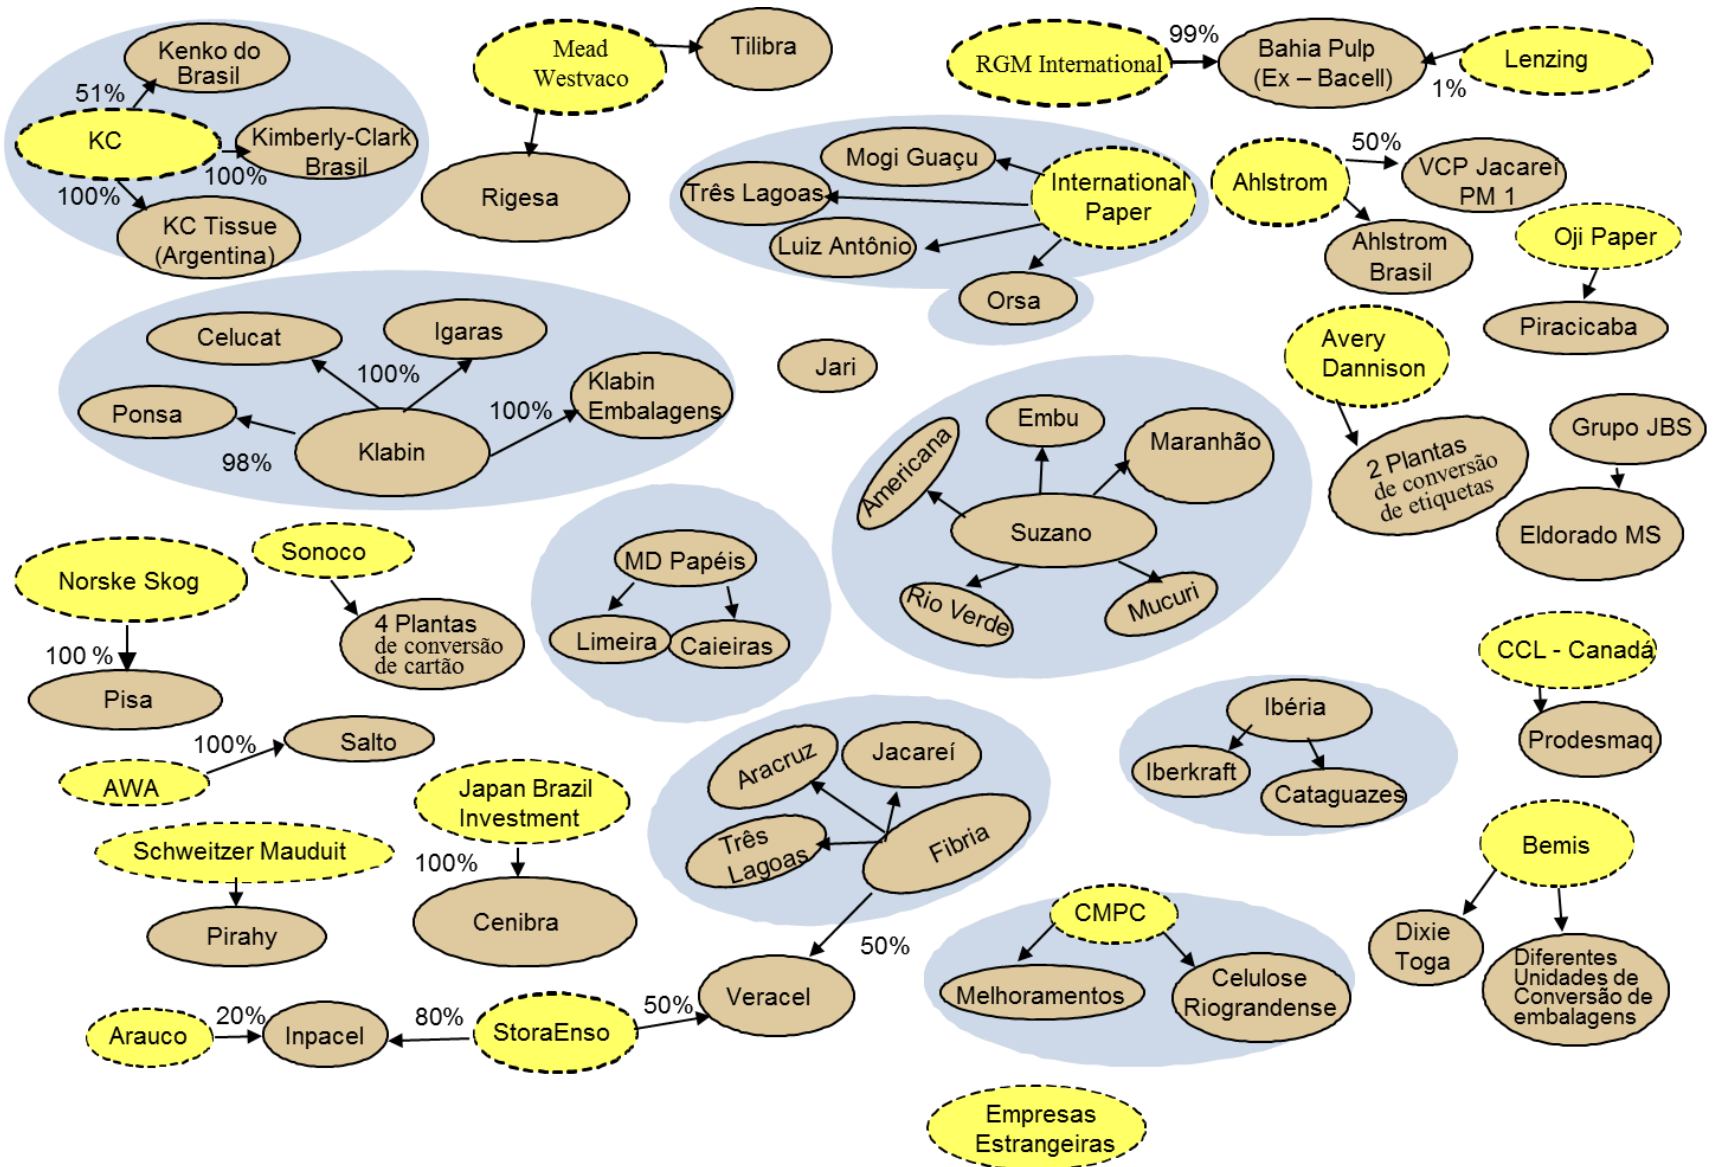 Kenko do
Brasil
51%
KC
Kimberly-Clark
Brasil
100%
100%
KC Tissue
(Argentina)
Mead
Westvaco
Tilibra
Rigesa
RGM International
99%
Bahia Pulp
(Ex – Bacell)
1%
Lenzing
Mogi Guaçu
Três Lagoas
Luiz Antônio
International
Paper
Orsa
Ahlstrom
50%
VCP Jacarei
PM 1
Ahlstrom
Brasil
Oji Paper
Piracicaba
Celucat
Igaras
100%
Klabin
Embalagens
100%
Ponsa
98%
Klabin
Jari
Avery
Dannison
2 Plantas
de conversão
de etiquetas
Grupo JBS
Eldorado MS
Americana
Embu
Maranhão
Suzano
Rio Verde
Mucuri
Norske Skog
100 %
Pisa
Sonoco
4 Plantas
de conversão
de cartão
MD Papéis
Limeira
Caieiras
CCL - Canadá
Prodesmaq
AWA
100%
Salto
Ibéria
Iberkraft
Cataguazes
Aracruz
Jacareí
Três
Lagoas
Fibria
Japan Brazil
Investment
100%
Cenibra
Schweitzer Mauduit
Pirahy
Bemis
Dixie
Toga
Diferentes
Unidades de
Conversão de
embalagens
CMPC
Melhoramentos
Celulose
Riograndense
50%
Veracel
50%
StoraEnso
80%
Inpacel
20%
Arauco
Empresas
Estrangeiras